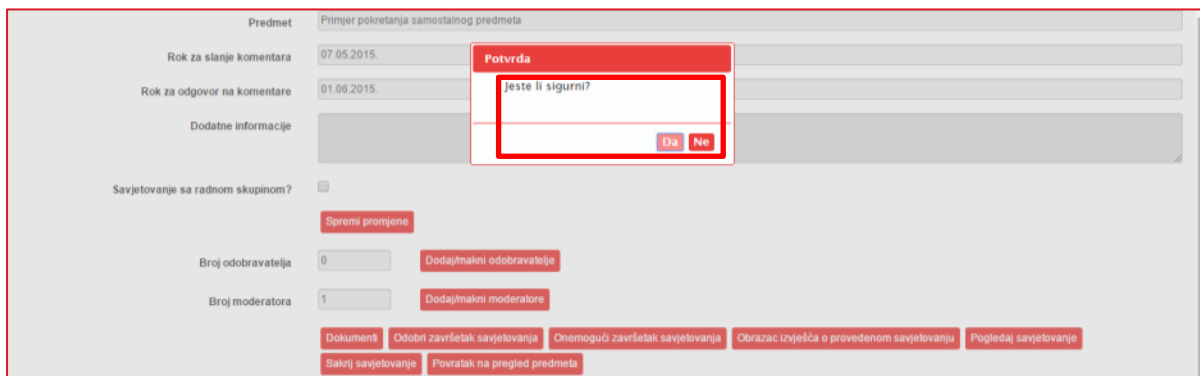 Predmet Primjer pokretanja samostalnog predmeta
Potvrda
Rok za slanje komentara 07.05.2015.
Jeste li sigurni?
Rok za odgovor na komentare 01.06.2015.
Dodatne informacije
Da Ne
Savjetovanje sa radnom skupinom?
Spremi promjene
Broj odobravatelja 0 Dodaj/makni odobravatelje
Broj moderatora 1 Dodaj/makni moderatore
Dokumenti Odobri završetak savjetovanja Onemogući završetak savjetovanja Obrazac izvješća o provedenom savjetovanju Pogledaj savjetovanje
Sakrij savjetovanje Povratak na pregled predmeta